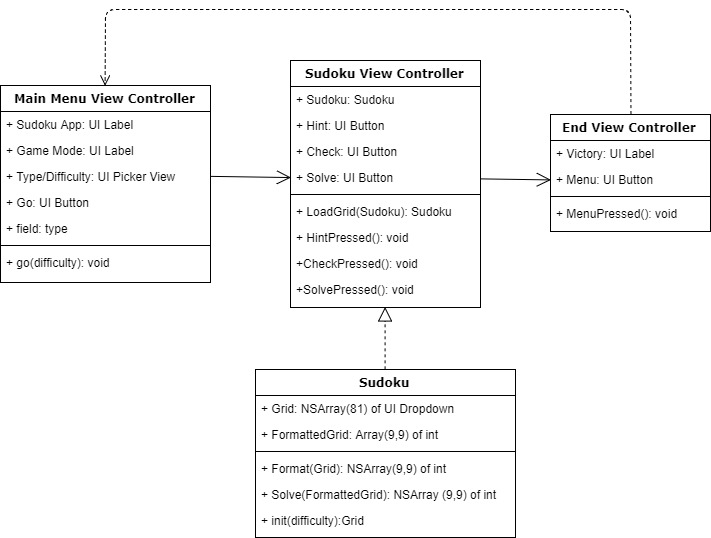 Main Menu View Controller
+ Sudoku App: UI Label
+ Game Mode: UI Label
+ Type/Difficulty: UI Picker View
+ Go: UI Button
+ field: type
+ go(difficulty): void
Sudoku View Controller
+ Sudoku: Sudoku
+ Hint: UI Button
+ Check: UI Button
+ Solve: UI Button
+ LoadGrid(Sudoku): Sudoku
+ HintPressed(): void
+CheckPressed(): void
+SolvePressed(): void
End View Controller
+ Victory: UI Label
+ Menu: UI Button
+ MenuPressed(): void
Sudoku
+ Grid: NSArray(81) of UI Dropdown
+ FormattedGrid: Array(9,9) of int
+ Format(Grid): NSArray(9,9) of int
+ Solve(FormattedGrid): NSArray (9,9) of int
+ init(difficulty):Grid